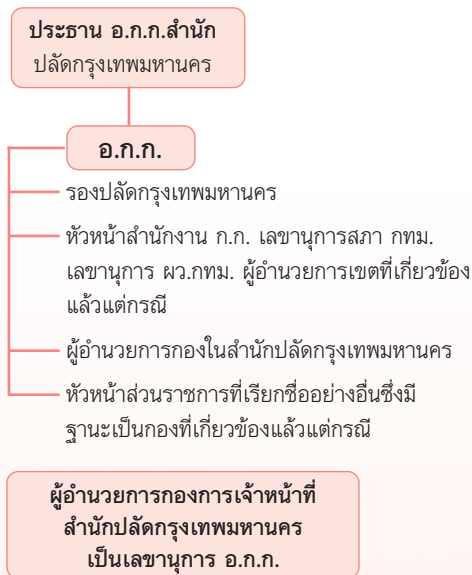 ประธาน อ.ก.ก.สำนัก
ปลัดกรุงเทพมหานคร
อ.ก.ก.
รองปลัดกรุงเทพมหานคร
หัวหน้าสำนักงาน ก.ก. เลขานุการสภา กทม.
เลขานุการ ผว.กทม. ผู้อำนวยการเขตที่เกี่ยวข้อง
แล้วแต่กรณี
ผู้อำนวยการกองในสำนักปลัดกรุงเทพมหานคร
หัวหน้าส่วนราชการที่เรียกชื่ออย่างอื่นซึ่งมี
ฐานะเป็นกองที่เกี่ยวข้องแล้วแต่กรณี
ผู้อำนวยการกองการเจ้าหน้าที่
สำนักปลัดกรุงเทพมหานคร
เป็นเลขานุการ อ.ก.ก.